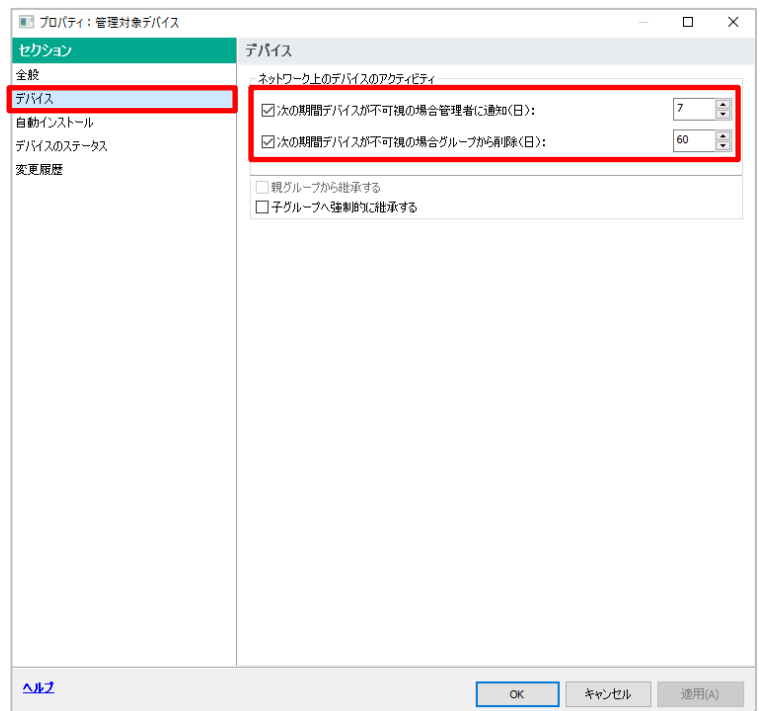 プロパティ：管理対象デバイス
セクション
全般
デバイス
自動インストール
デバイスのステータス
変更履歴
デバイス
ネットワーク上のデバイスのアクティビティ
次の期間デバイスが不可視の場合管理者に通知(日)：
7
次の期間デバイスが不可視の場合グループから削除(日)：
60
親グループから継承する
子グループへ強制的に継承する
ヘルプ
OK
キャンセル
適用(A)